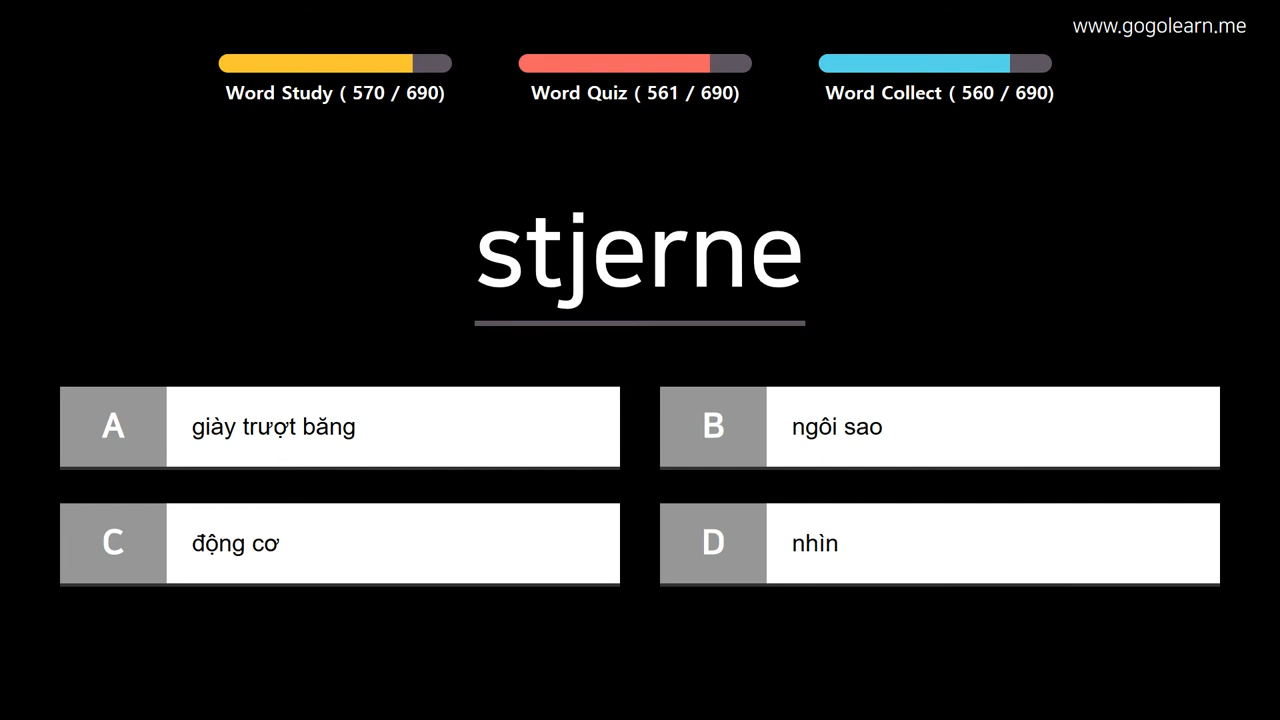 www.gogolearn.me
Word Study ( 570 / 690)
Word Quiz ( 561 / 690)
Word Collect ( 560 / 690)
stjerne
A giày trượt băng
B ngôi sao
C động cơ
D nhìn